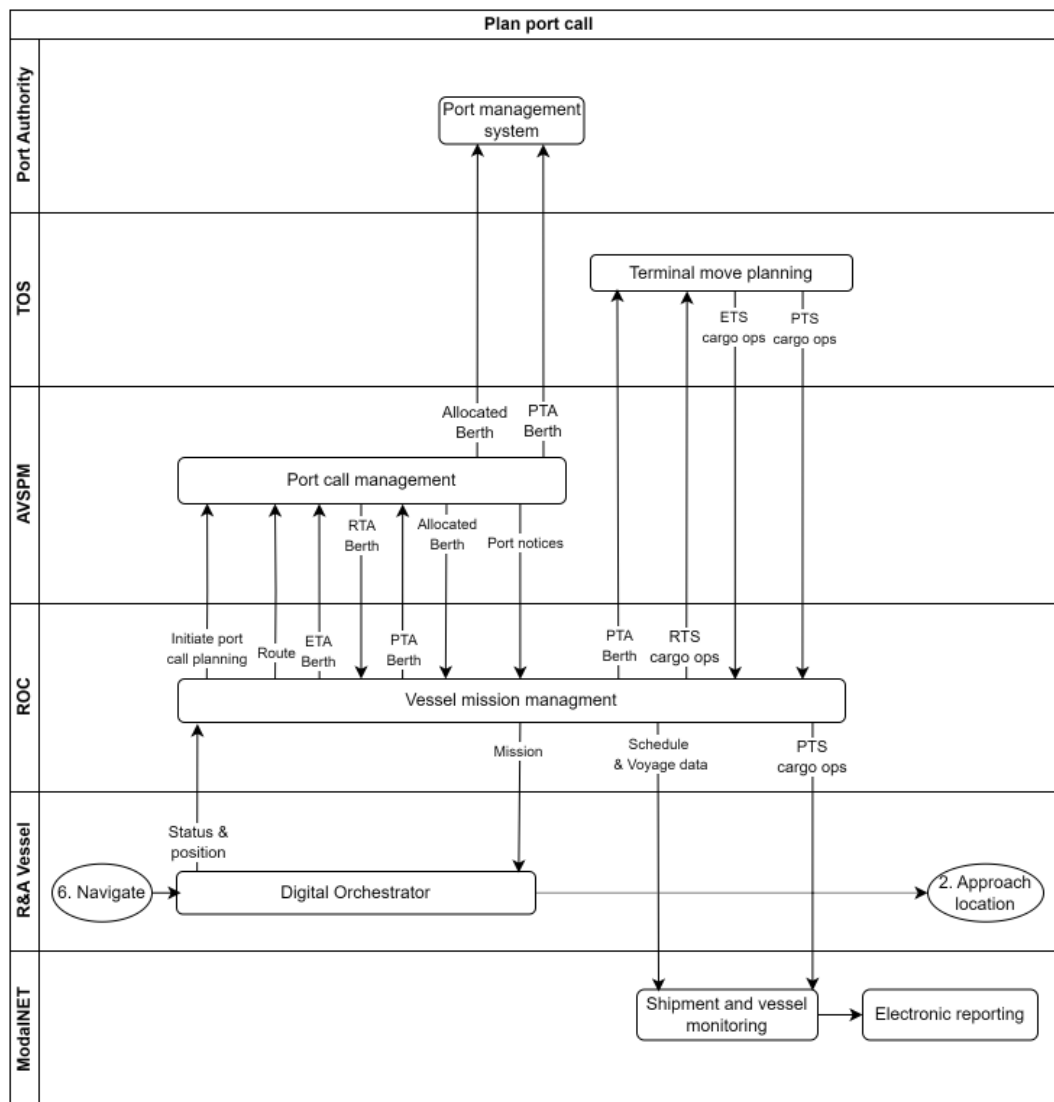 Plan port call
Port Authority
Port management
system
TOS
Terminal move planning
ETS
cargo ops
PTS
cargo ops
AVSPM
Allocated
Berth
PTA
Berth
Port call management
RTA
Berth
Allocated
Berth
Port notices
ROC
Initiate port
call planning
Route
ETA
Berth
PTA
Berth
PTA
Berth
RTS
cargo ops
Vessel mission managment
Mission
Schedule
& Voyage data
PTS
cargo ops
R&A Vessel
Status &
position
6. Navigate
Digital Orchestrator
2. Approach
location
ModalNET
Shipment and vessel
monitoring
Electronic reporting